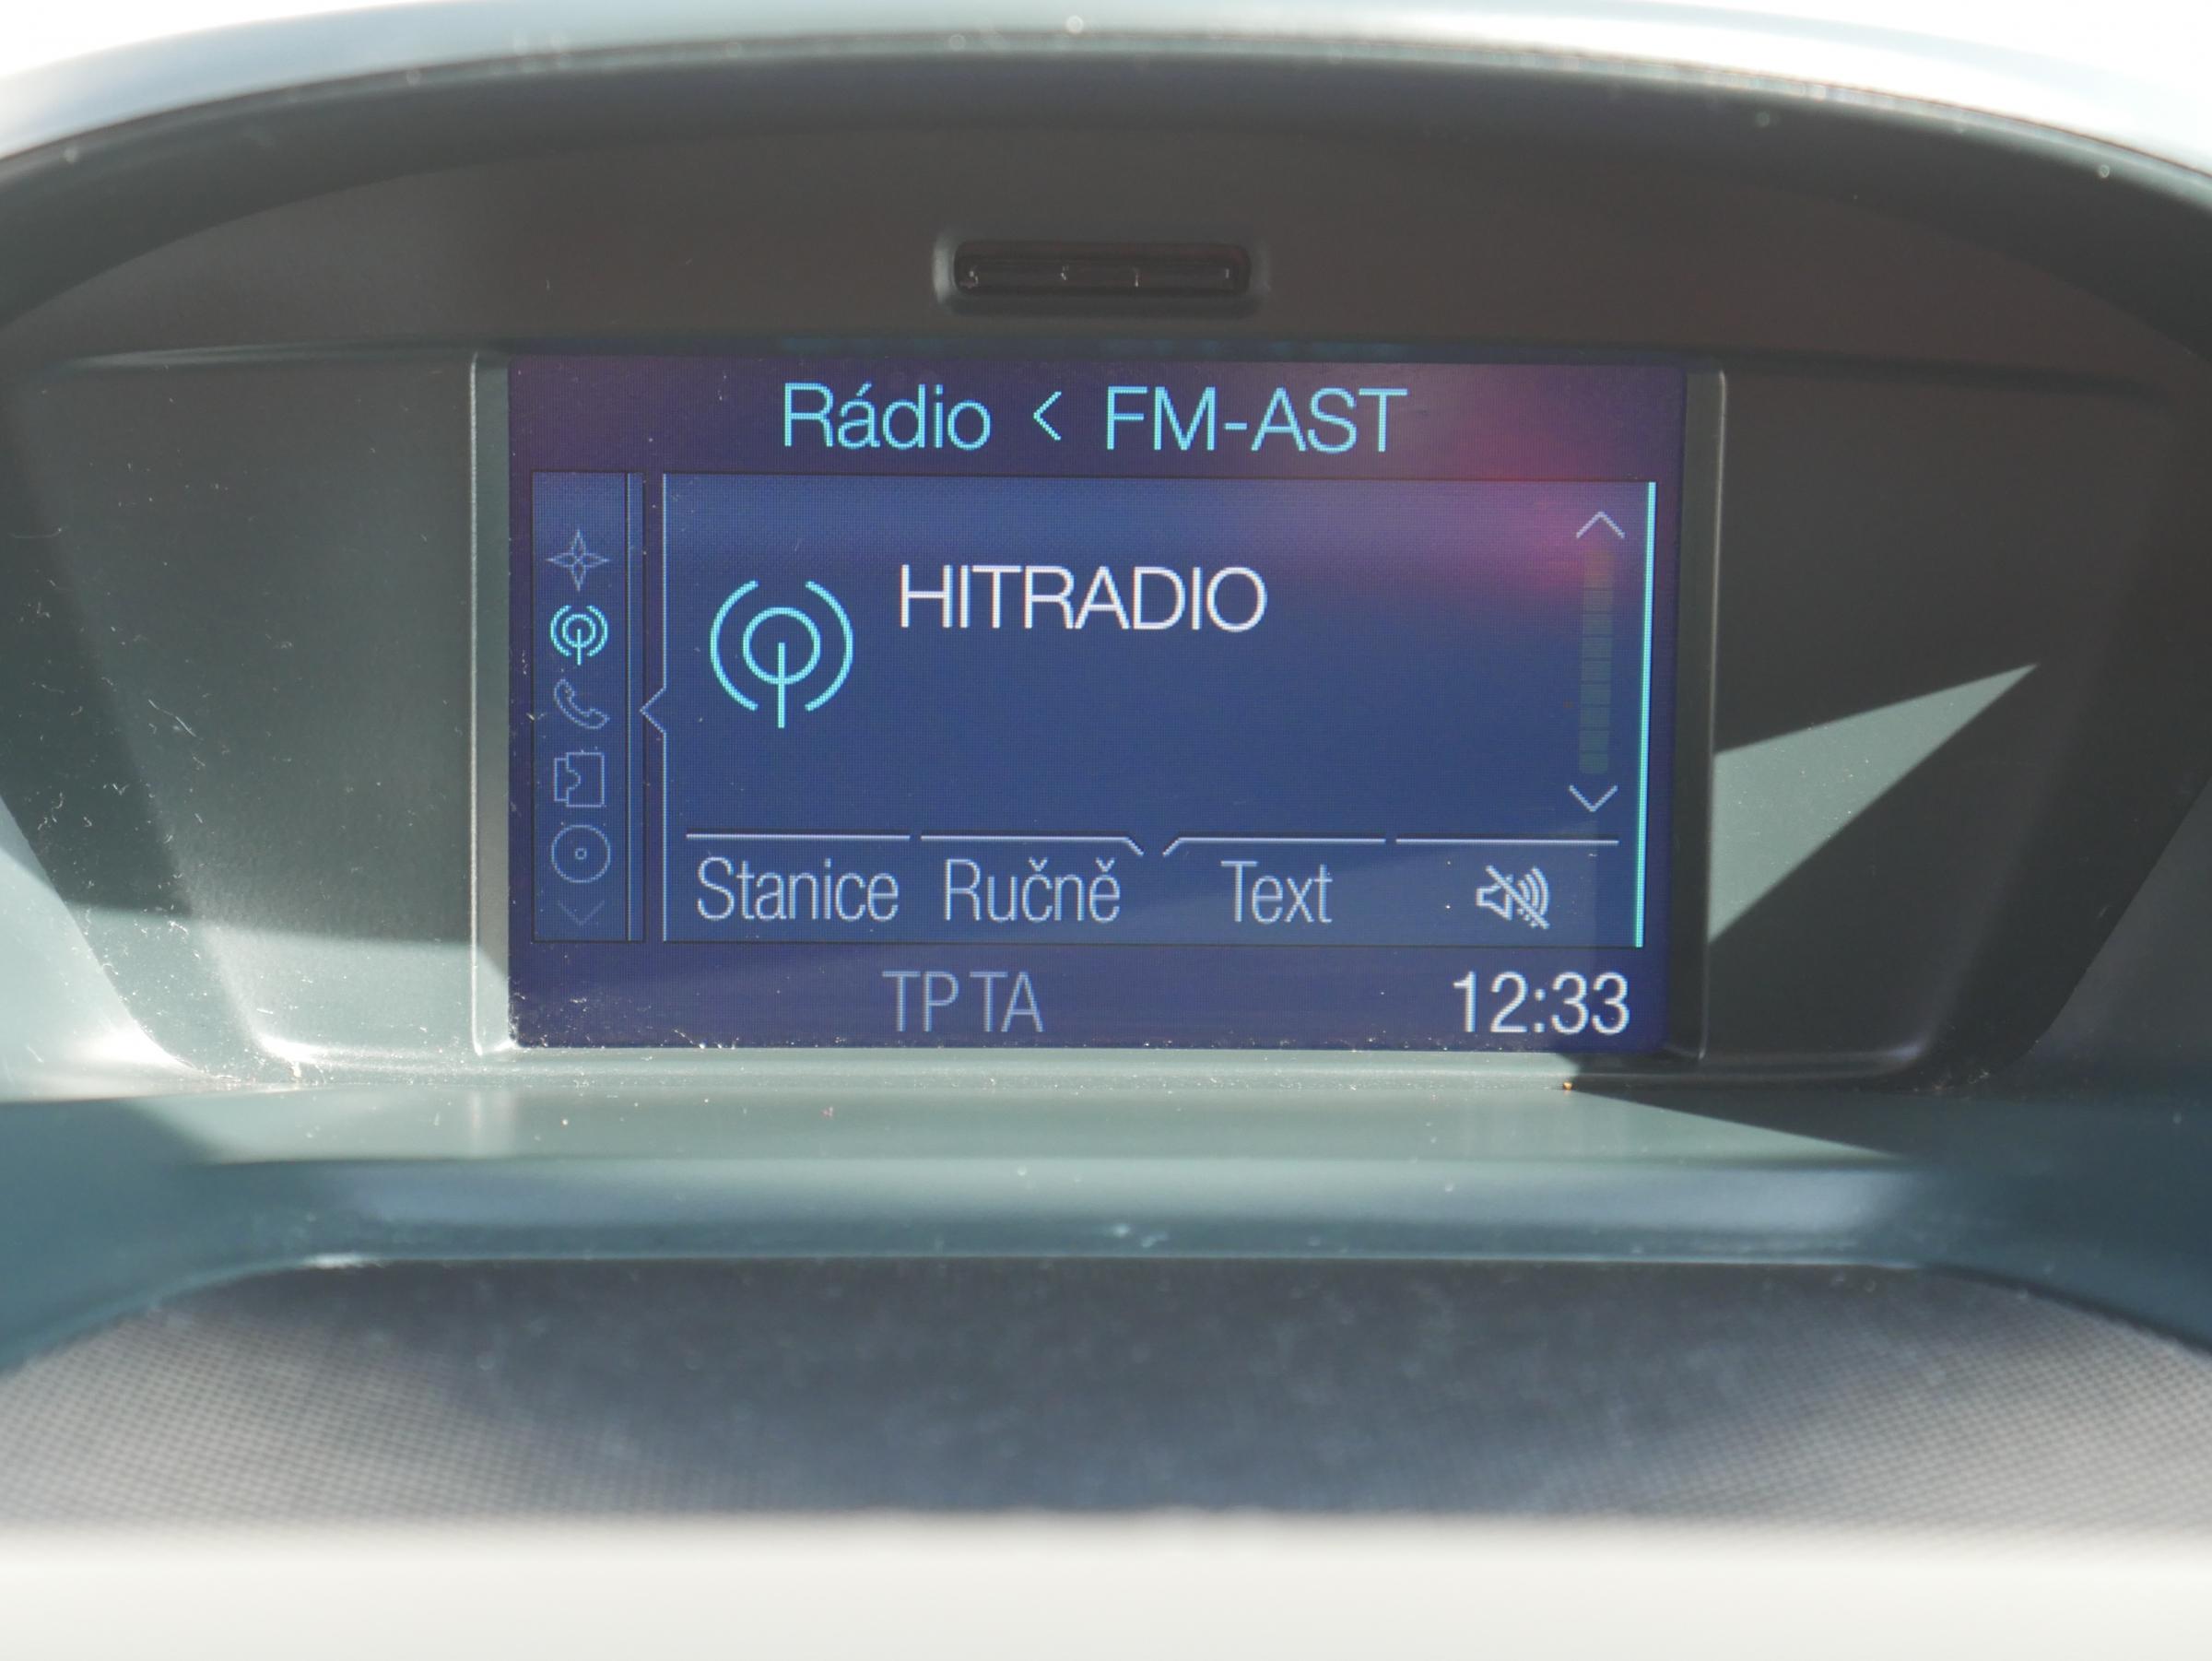 Rádio < FM-AST
HITRADIO
Stanice Ručně Text
TP TA 12:33